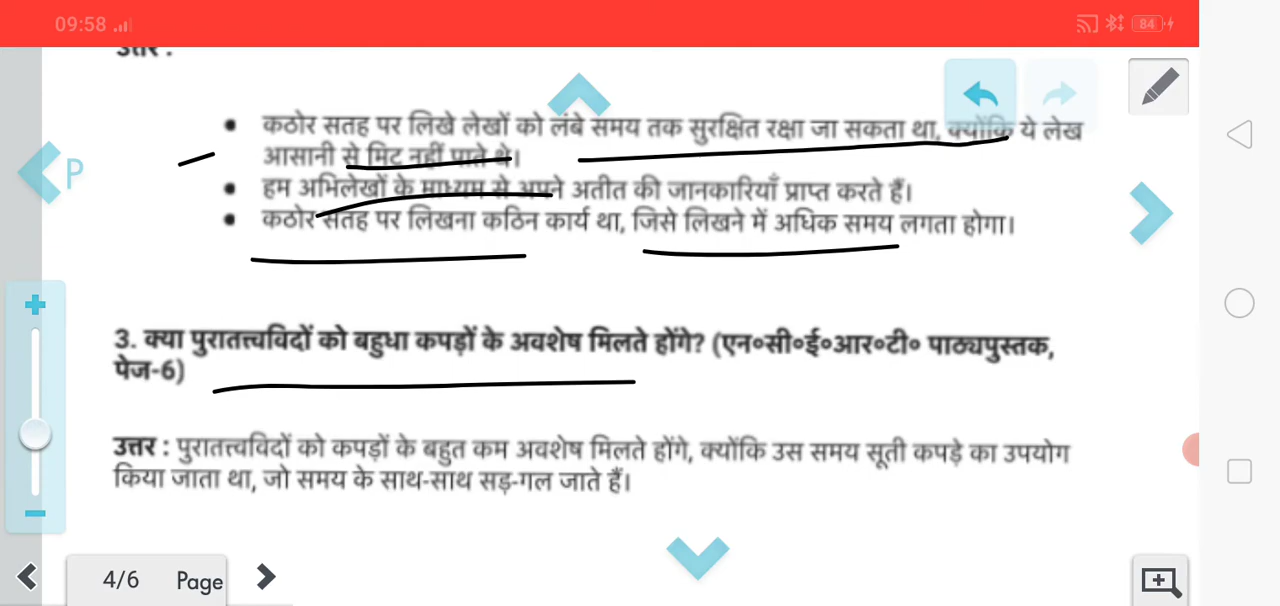 09:58
84
उत्तर :
P
• कठोर सतह पर लिखे लेखों को लंबे समय तक सुरक्षित रक्षा जा सकता था, क्योंकि ये लेख
आसानी से मिट नहीं पाते थे।
• हम अभिलेखों के माध्यम से अपने अतीत की जानकारियाँ प्राप्त करते हैं।
• कठोर सतह पर लिखना कठिन कार्य था, जिसे लिखने में अधिक समय लगता होगा।
3. क्या पुरातत्त्वविदों को बहुधा कपड़ों के अवशेष मिलते होंगे? (एन०सी०ई०आर०टी० पाठ्यपुस्तक,
पेज-6)
उत्तर : पुरातत्त्वविदों को कपड़ों के बहुत कम अवशेष मिलते होंगे, क्योंकि उस समय सूती कपड़े का उपयोग
किया जाता था, जो समय के साथ-साथ सड़-गल जाते हैं।
4/6 Page